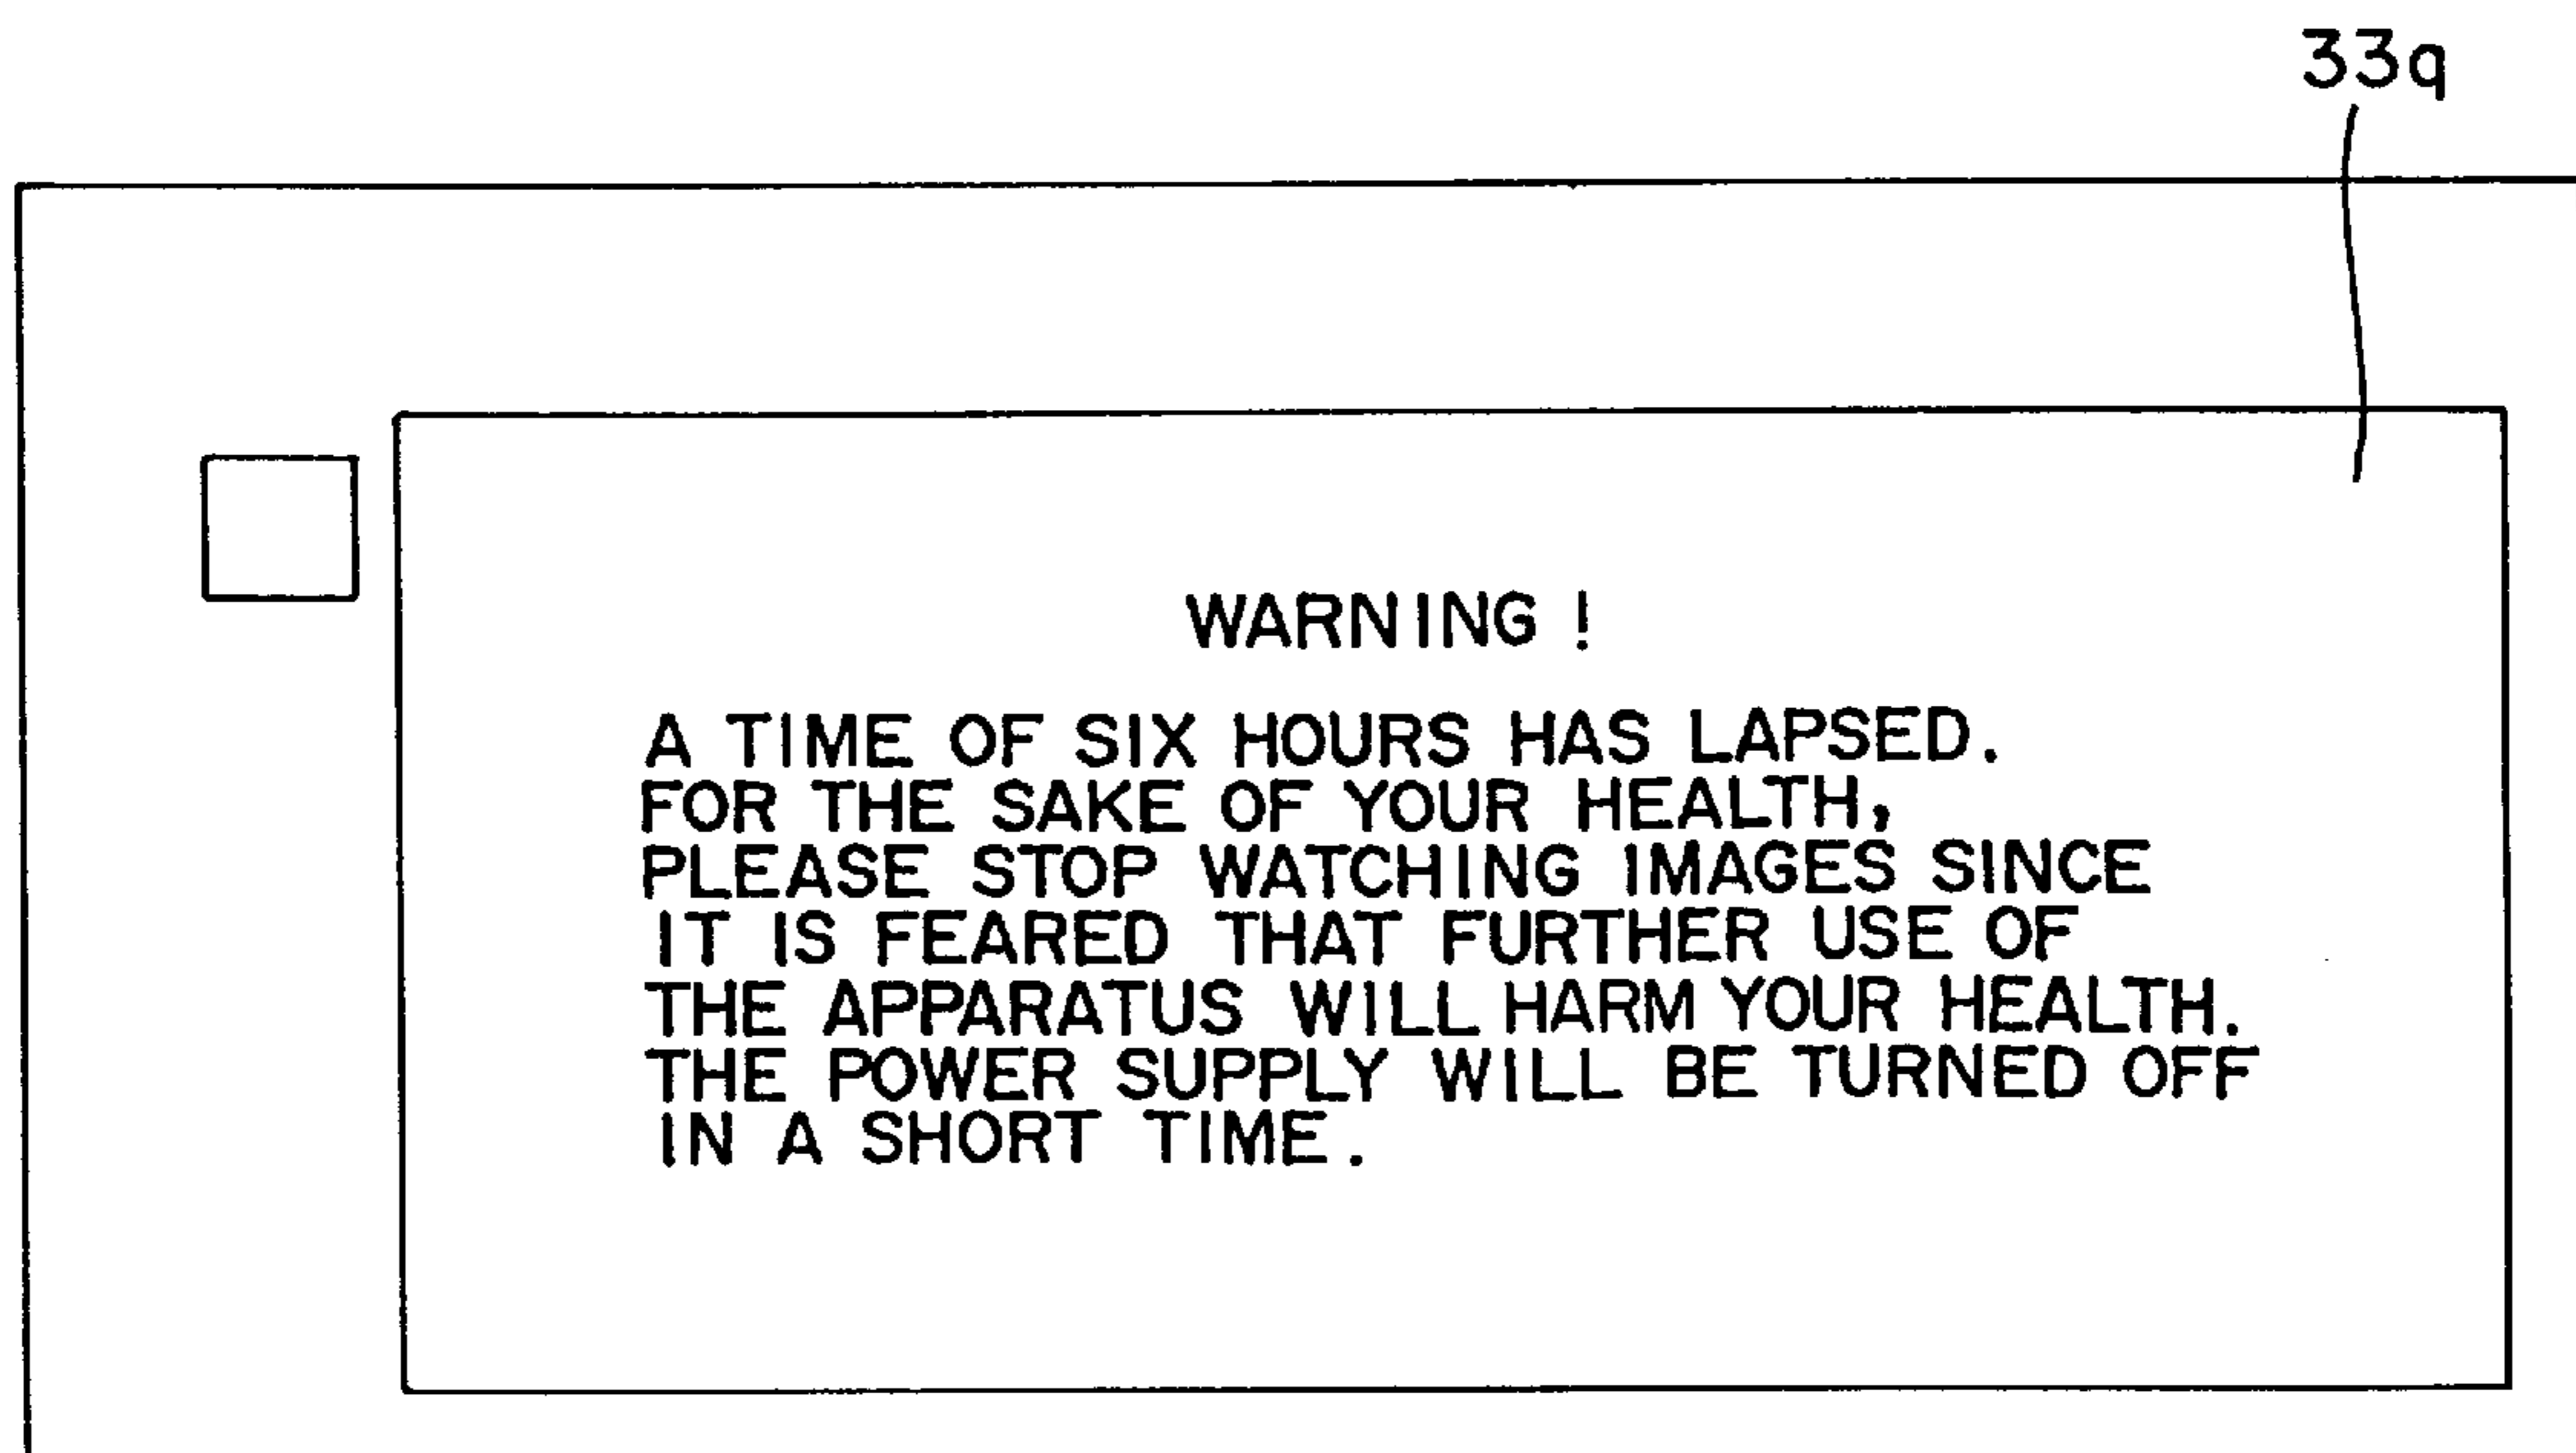 33q
WARNING !
A TIME OF SIX HOURS HAS LAPSED.
FOR THE SAKE OF YOUR HEALTH,
PLEASE STOP WATCHING IMAGES SINCE
IT IS FEARED THAT FURTHER USE OF
THE APPARATUS WILL HARM YOUR HEALTH.
THE POWER SUPPLY WILL BE TURNED OFF
IN A SHORT TIME.